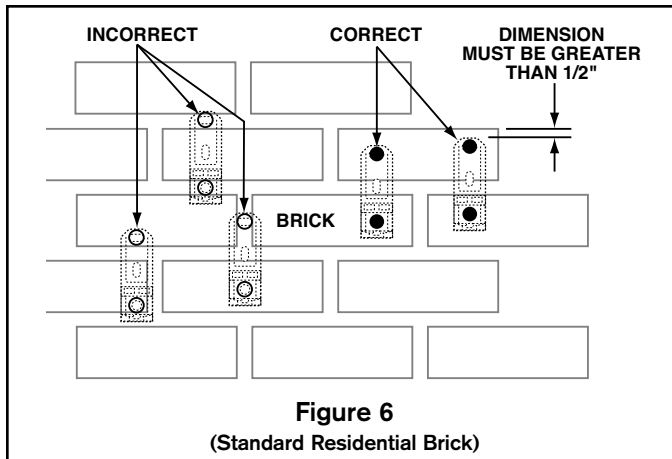 INCORRECT
CORRECT
DIMENSION
MUST BE GREATER
THAN 1/2"
BRICK
Figure 6
(Standard Residential Brick)